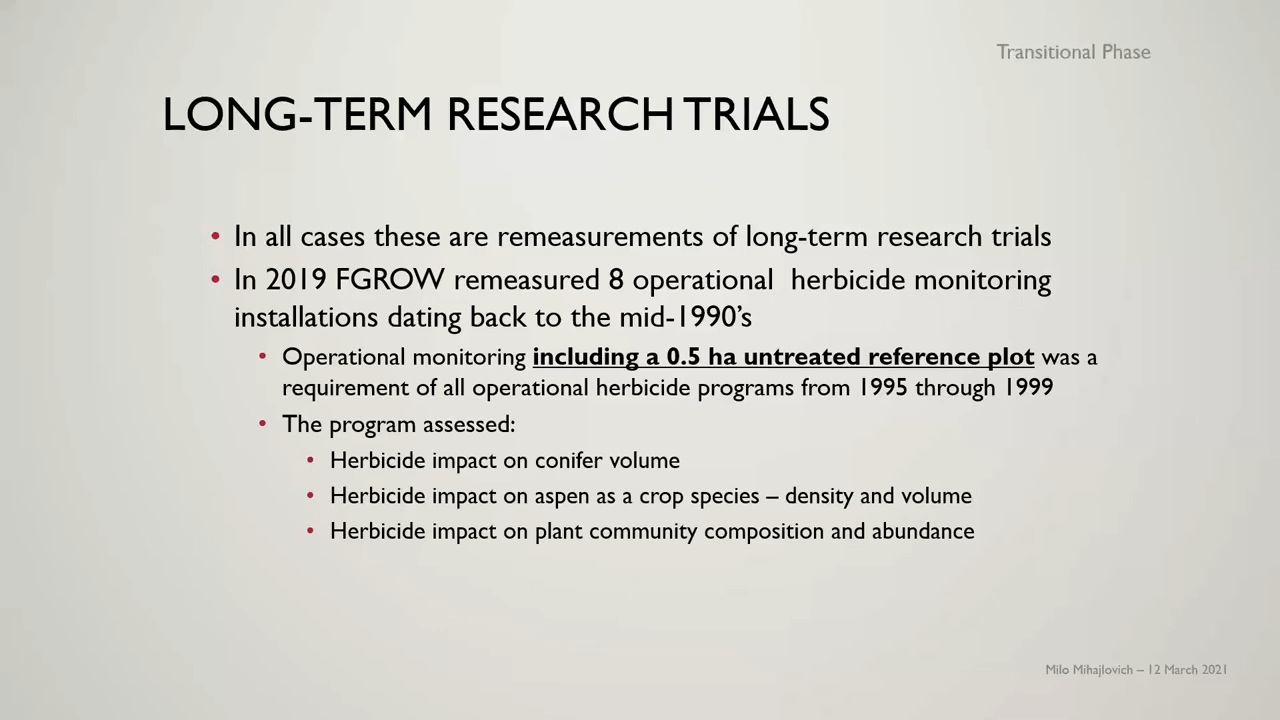 Transitional Phase
LONG-TERM RESEARCH TRIALS
• In all cases these are remeasurements of long-term research trials
• In 2019 FGROW remeasured 8 operational  herbicide monitoring
installations dating back to the mid-1990’s
• Operational monitoring including a 0.5 ha untreated reference plot was a
requirement of all operational herbicide programs from 1995 through 1999
• The program assessed:
• Herbicide impact on conifer volume
• Herbicide impact on aspen as a crop species – density and volume
• Herbicide impact on plant community composition and abundance
Milo Mihajlovich – 12 March 2021